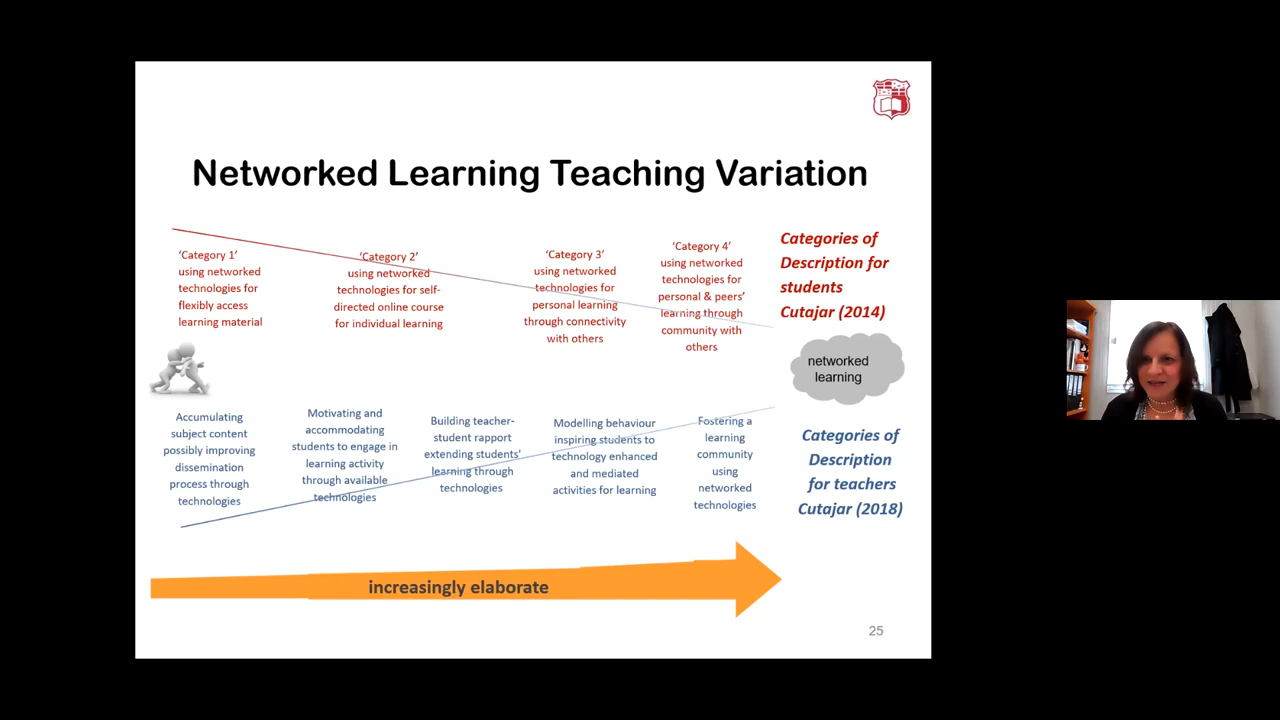 Networked Learning Teaching Variation
'Category 1'
using networked
technologies for
flexibly access
learning material
'Category 2'
using networked
technologies for self-
directed online course
for individual learning
'Category 3'
using networked
technologies for
personal learning
through connectivity
with others
'Category 4'
using networked
technologies for
personal & peers'
learning through
community with
others
Categories of
Description for
students
Cutajar (2014)
networked
learning
Accumulating
subject content
possibly improving
dissemination
process through
technologies
Motivating and
accommodating
students to engage in
learning activity
through available
technologies
Building teacher-
student rapport
extending students'
learning through
technologies
Modelling behaviour
inspiring students to
technology enhanced
and mediated
activities for learning
Fostering a
learning
community
using
networked
technologies
Categories of
Description
for teachers
Cutajar (2018)
increasingly elaborate
25